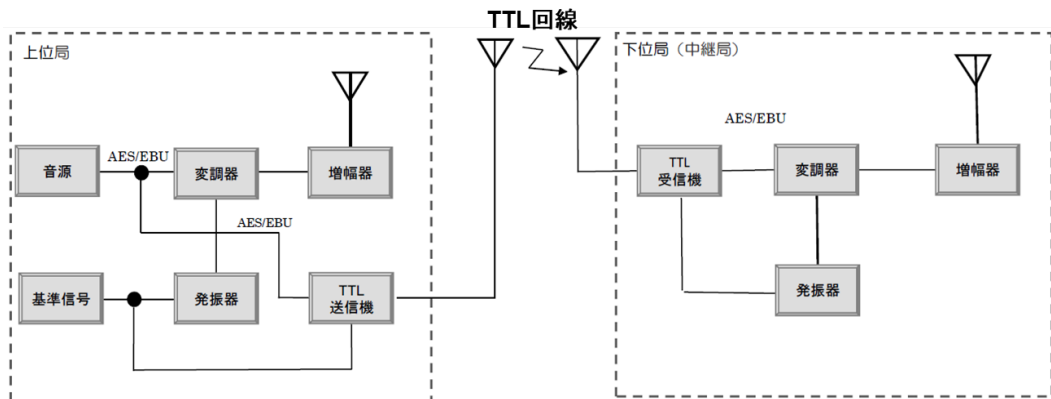 TTL回線
上位局
音源
AES/EBU
変調器
増幅器
AES/EBU
基準信号
発振器
TTL
送信機
下位局（中継局）
AES/EBU
TTL
受信機
変調器
増幅器
発振器